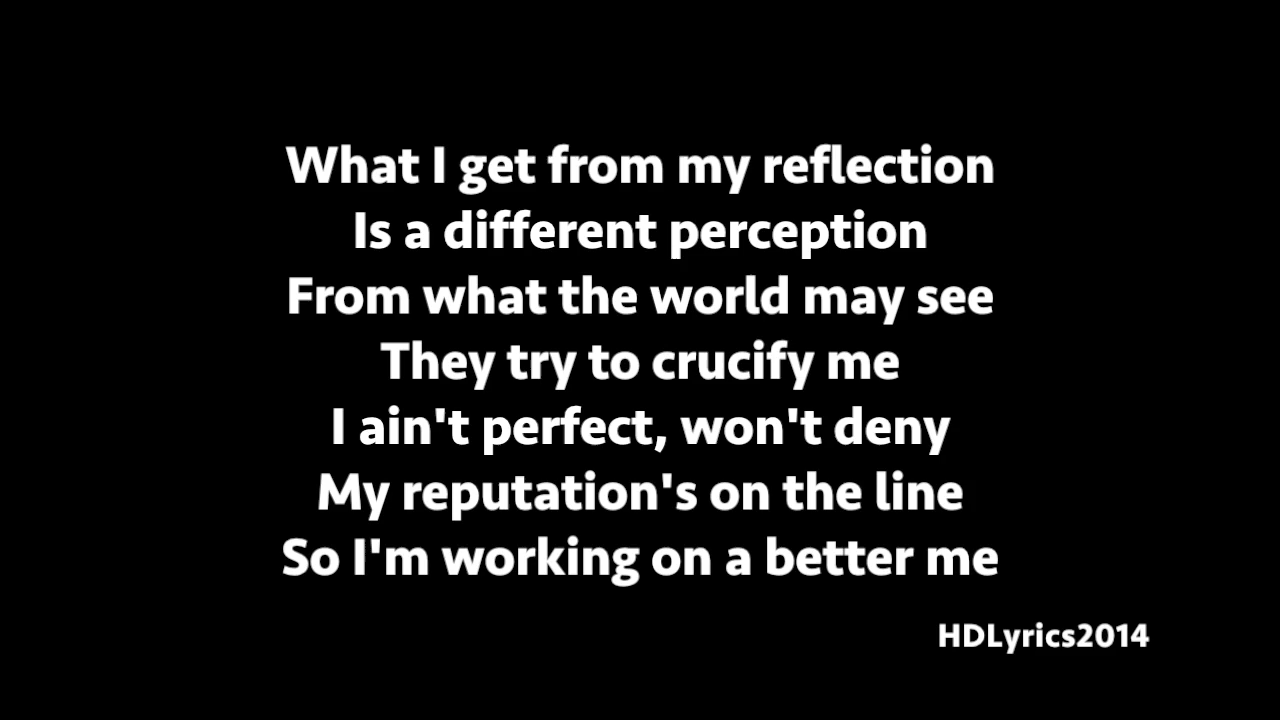 What I get from my reflection
Is a different perception
From what the world may see
They try to crucify me
I ain't perfect, won't deny
My reputation's on the line
So I'm working on a better me
HDLyrics2014